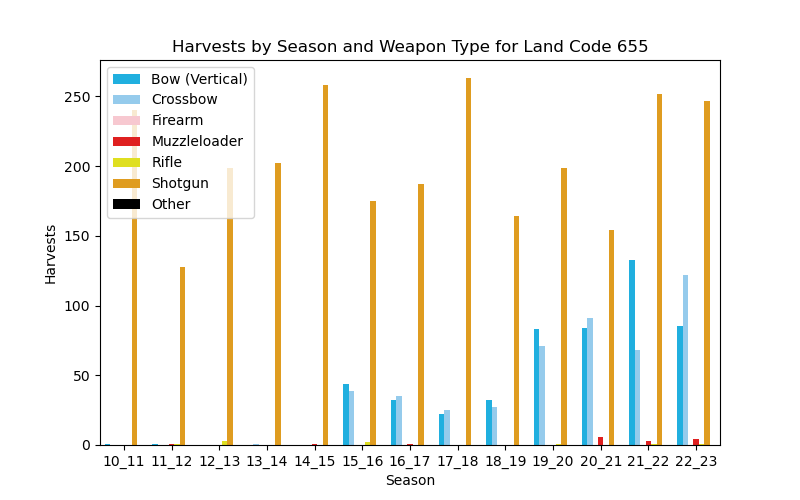 Harvests by Season and Weapon Type for Land Code 655
Bow (Vertical)
Crossbow
Firearm
Muzzleloader
Rifle
Shotgun
Other
Harvests
250
200
150
100
50
0
10_11 11_12 12_13 13_14 14_15 15_16 16_17 17_18 18_19 19_20 20_21 21_22 22_23
Season